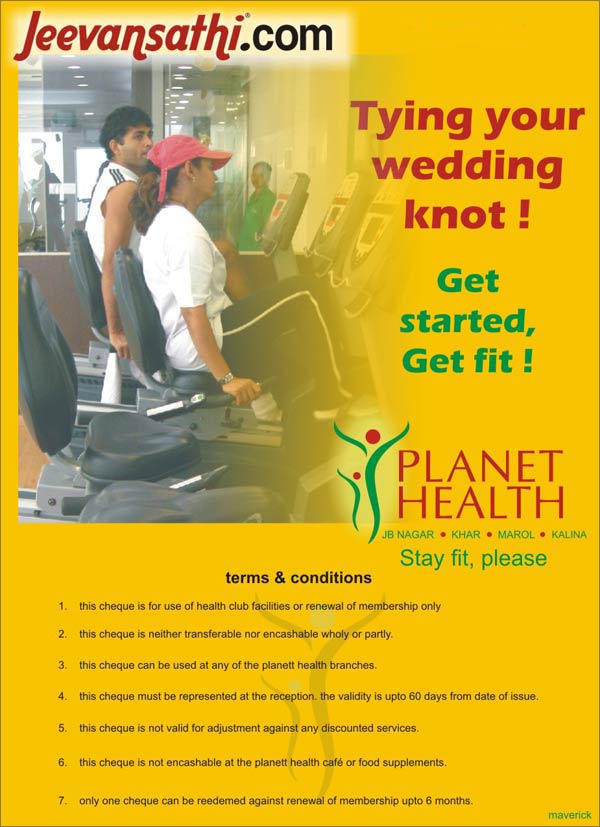 Jeevansathi.com
Tying your
wedding
knot !
Get
started,
Get fit !
PLANET
HEALTH
JB NAGAR • KHAR • MAROL • KALINA
Stay fit, please
terms & conditions
1. this cheque is for use of health club facilities or renewal of membership only
2. this cheque is neither transferable nor encashable wholy or partly.
3. this cheque can be used at any of the planett health branches.
4. this cheque must be represented at the reception. the validity is upto 60 days from date of issue.
5. this cheque is not valid for adjustment against any discounted services.
6. this cheque is not encashable at the planett health café or food supplements.
7. only one cheque can be reedemed against renewal of membership upto 6 months.
maverick